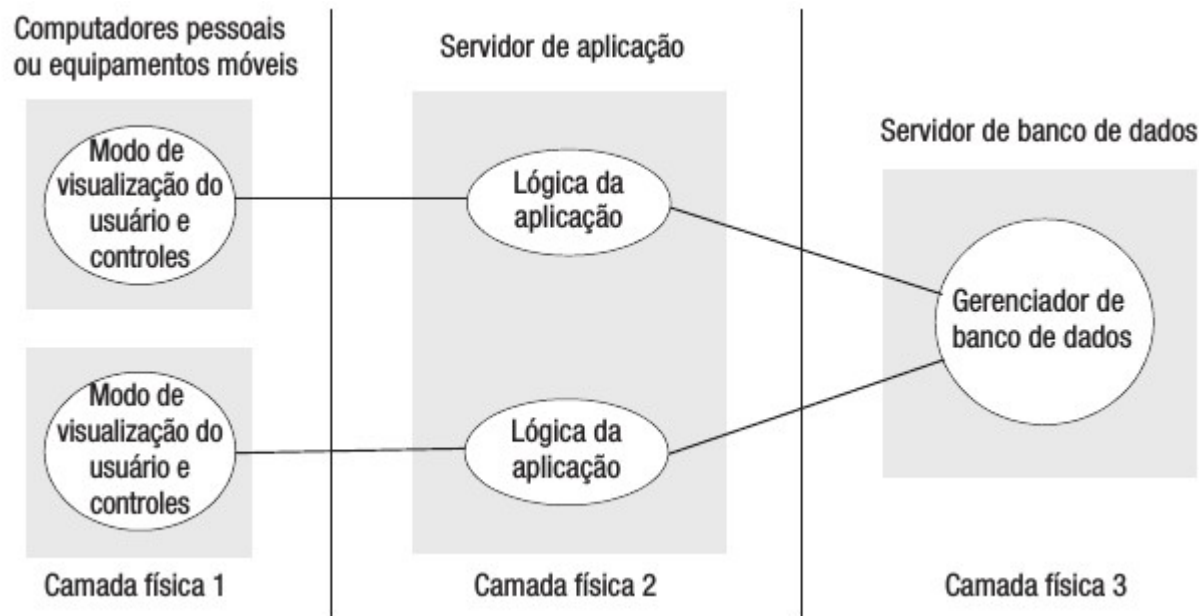 Computadores pessoais
ou equipamentos móveis
Modo de
visualização do
usuário e
controles
Modo de
visualização do
usuário e
controles
Camada física 1
Servidor de aplicação
Lógica da
aplicação
Lógica da
aplicação
Camada física 2
Servidor de banco de dados
Gerenciador de
banco de dados
Camada física 3